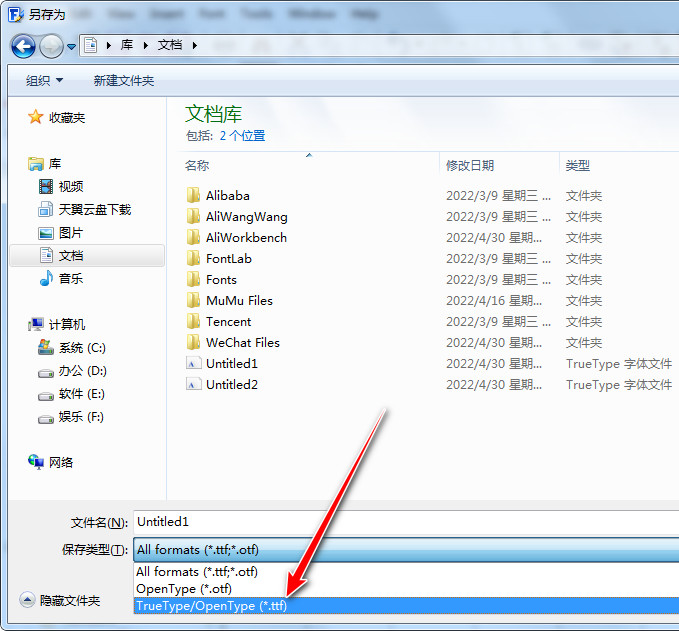 另存为
Edit View Insert Font Tools Window Help
库 文档
组织 新建文件夹
收藏夹
库
视频
天翼云盘下载
图片
文档
音乐
计算机
系统 (C:)
办公 (D:)
软件 (E:)
娱乐 (F:)
网络
文档库
包括: 2 个位置
名称 修改日期 类型
Alibaba 2022/3/9 星期三 ... 文件夹
AliWangWang 2022/3/9 星期三 ... 文件夹
AliWorkbench 2022/4/30 星期... 文件夹
FontLab 2022/3/9 星期三 ... 文件夹
Fonts 2022/3/9 星期三 ... 文件夹
MuMu Files 2022/4/16 星期... 文件夹
Tencent 2022/3/9 星期三 ... 文件夹
WeChat Files 2022/4/30 星期... 文件夹
Untitled1 2022/4/30 星期... TrueType 字体文件
Untitled2 2022/4/30 星期... TrueType 字体文件
文件名(N): Untitled1
保存类型(T): All formats (*.ttf;*.otf)
All formats (*.ttf;*.otf)
OpenType (*.otf)
TrueType/OpenType (*.ttf)
隐藏文件夹